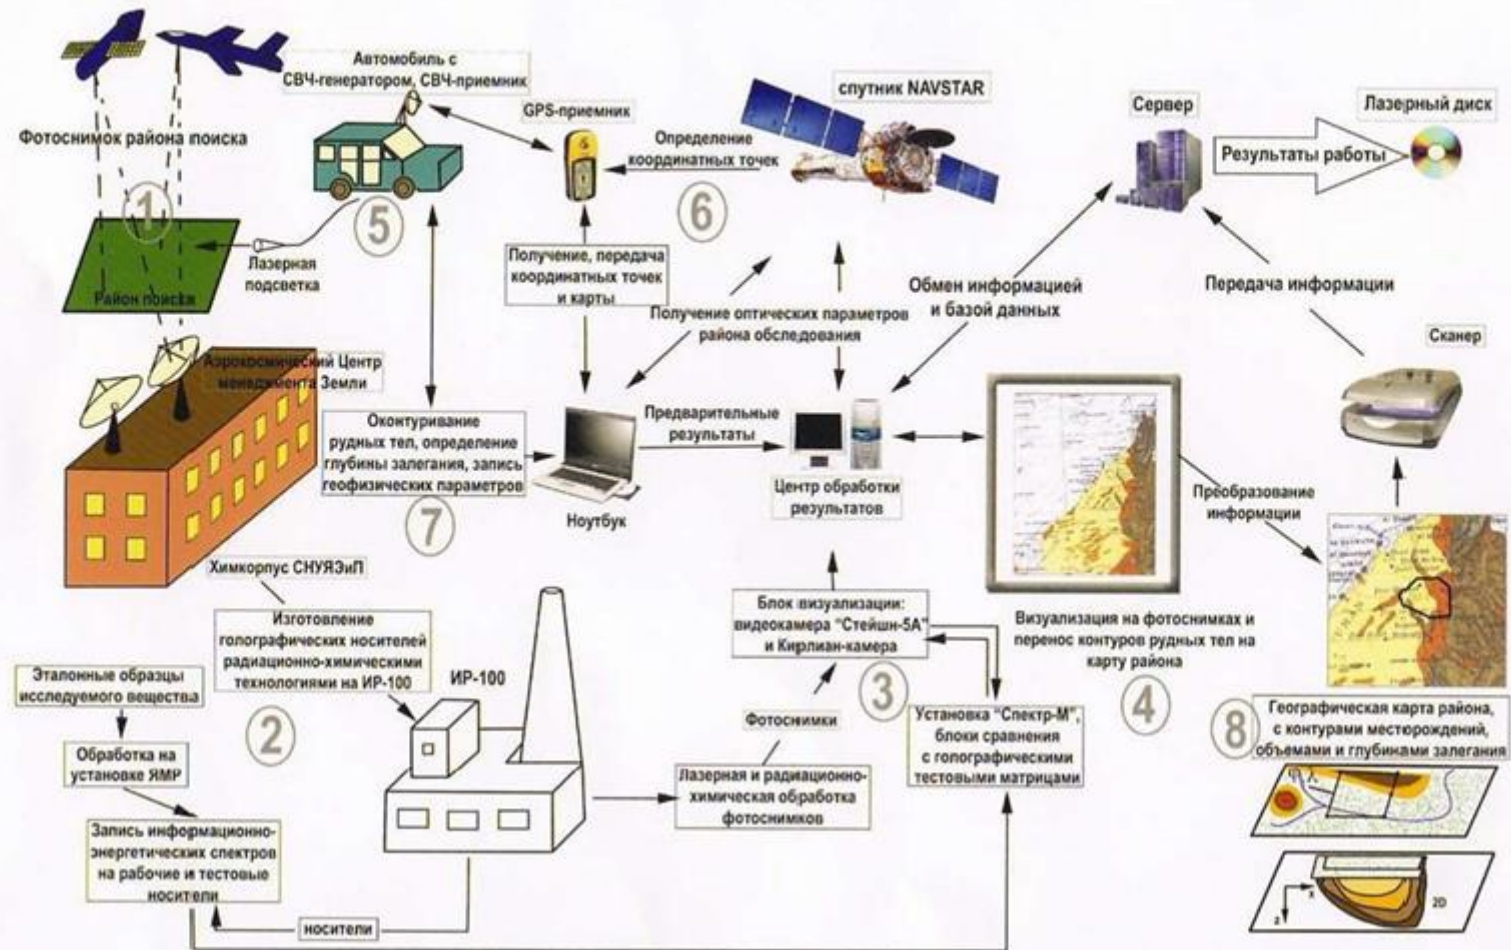 Фотоснимок района поиска
1
Район поиска
Автомобиль с
СВЧ-генератором, СВЧ-приемник
5
Лазерная
подсветка
GPS-приемник
Определение
координатных точек
6
спутник NAVSTAR
Сервер
Результаты работы
Лазерный диск
Получение, передача
координатных точек
и карты
Получение оптических параметров
района обследования
Обмен информацией
и базой данных
Передача информации
Сканер
Аэрокосмический Центр
менеджмента Земли
Оконтуривание
рудных тел, определение
глубины залегания, запись
геофизических параметров
7
Ноутбук
Предварительные
результаты
Центр обработки
результатов
Преобразование
информации
Химкорпус СНУЯЭиП
Изготовление
голографических носителей
радиационно-химическими
технологиями на ИР-100
2
ИР-100
Эталонные образцы
исследуемого вещества
Обработка на
установке ЯМР
Запись информационно-
энергетических спектров
на рабочие и тестовые
носители
носители
Лазерная и радиационно-
химическая обработка
фотоснимков
Фотоснимки
Блок визуализации:
видеокамера "Стейшн-5А"
и Кирлиан-камера
3
Установка "Спектр-М",
блоки сравнения
с голографическими
тестовыми матрицами
Визуализация на фотоснимках и
перенос контуров рудных тел на
карту района
4
8
Географическая карта района,
с контурами месторождений,
объемами и глубинами залегания
X
Z
2D